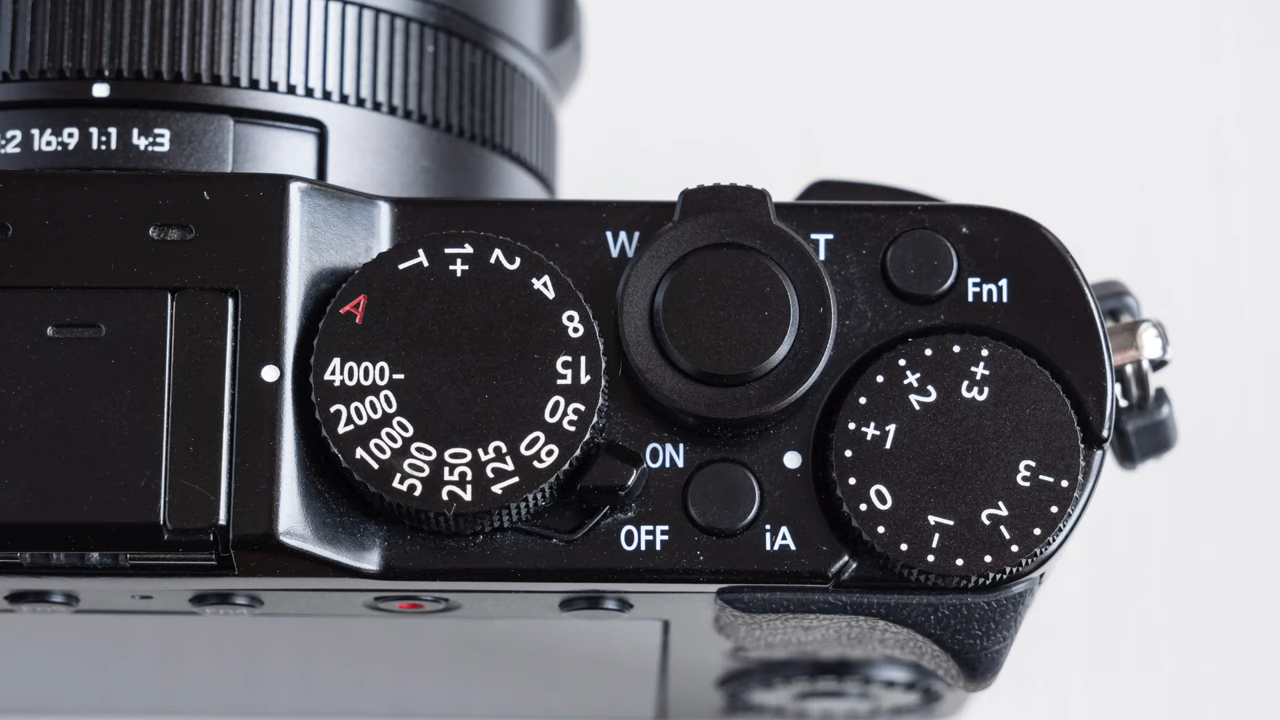 :2 16:9 1:1 4:3
W T
Fn1
A T 1+ 2 4 8 15 30 60 125 250 500 1000 2000 4000-
+3 +2 +1 0 -1 -2 -3
ON
OFF
iA